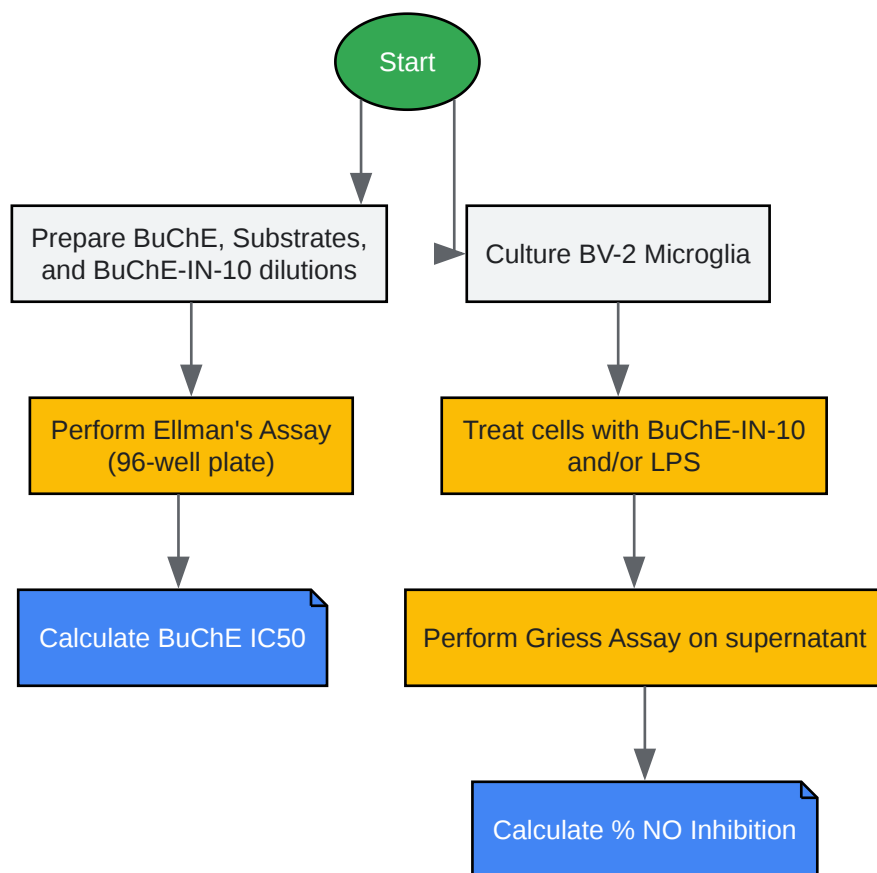 Start
Prepare BuChE, Substrates,
and BuChE-IN-10 dilutions
Culture BV-2 Microglia
Perform Ellman's Assay
(96-well plate)
Treat cells with BuChE-IN-10
and/or LPS
Calculate BuChE IC50
Perform Griess Assay on supernatant
Calculate % NO Inhibition